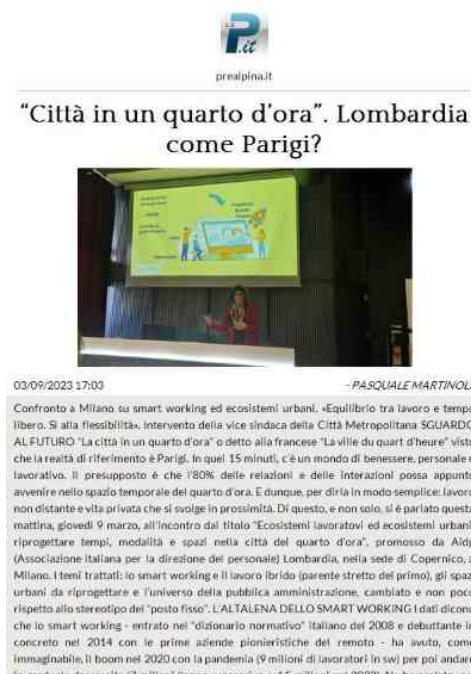 P.it
prealpina.it
“Città in un quarto d’ora”. Lombardia
come Parigi?
03/09/2023 17:03
- PASQUALE MARTINOLI
Confronto a Milano su smart working ed ecosistemi urbani. «Equilibrio tra lavoro e tempo
libero. Sì alla flessibilità». Intervento della vice sindaca della Città Metropolitana SGUARDO
AL FUTURO "La città in un quarto d'ora" o detto alla francese "La ville du quart d'heure" visto
che la realtà di riferimento è Parigi. In quei 15 minuti, c'è un mondo di benessere, personale e
lavorativo. Il presupposto è che l'80% delle relazioni e delle interazioni possa appunto
avvenire nello spazio temporale del quarto d'ora. E dunque, per dirla in modo semplice: lavoro
non distante e vita privata che si svolge in prossimità. Di questo, e non solo, si è parlato questa
mattina, giovedì 9 marzo, all'incontro dal titolo "Ecosistemi lavoratovi ed ecosistemi urbani:
riprogettare tempi, modalità e spazi nella città del quarto d'ora", promosso da Aidp
(Associazione italiana per la direzione del personale) Lombardia, nella sede di Copernico, a
Milano. I temi trattati: lo smart working e il lavoro ibrido (parente stretto del primo), gli spazi
urbani da riprogettare e l'universo della pubblica amministrazione, cambiato e non poco
rispetto allo stereotipo del "posto fisso". L'ALTALENA DELLO SMART WORKING I dati dicono
che lo smart working - entrato nel "dizionario normativo" italiano del 2008 e debuttante in
concreto nel 2014 con le prime aziende pionieristiche del remoto - ha avuto, come
immaginabile, il boom nel 2020 con la pandemia (9 milioni di lavoratori in sw) per poi andare